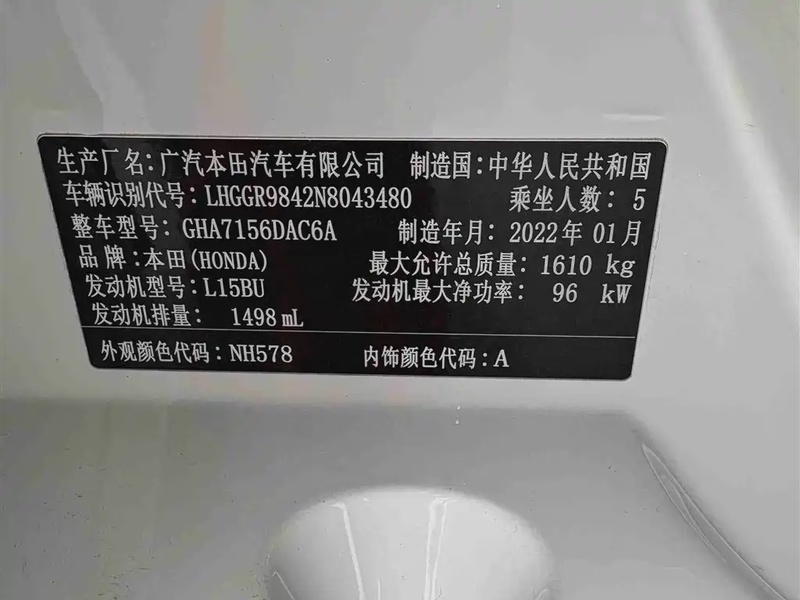 生产厂名:广汽本田汽车有限公司 制造国:中华人民共和国
车辆识别代号:LHGGR9842N8043480 乘坐人数:5
整车型号:GHA7156DAC6A 制造年月:2022年01月
品牌:本田(HONDA) 最大允许总质量:1610 kg
发动机型号:L15BU 发动机最大净功率: 96 kW
发动机排量: 1498 mL
外观颜色代码:NH578 内饰颜色代码:A